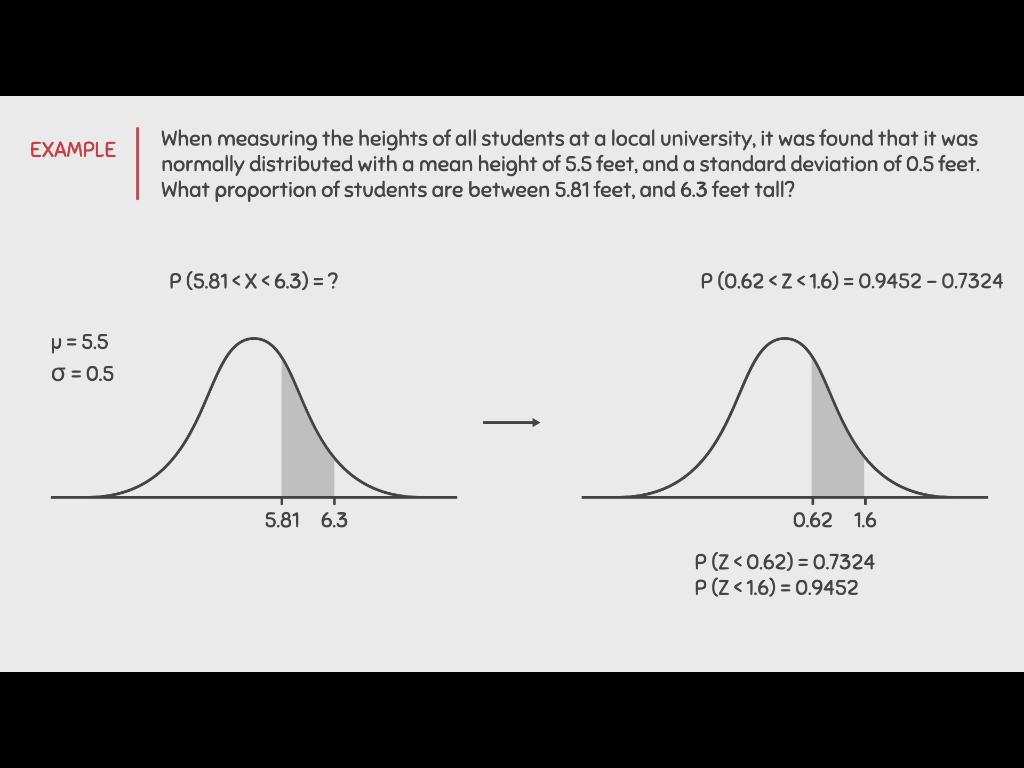 EXAMPLE
When measuring the heights of all students at a local university, it was found that it was
normally distributed with a mean height of 5.5 feet, and a standard deviation of 0.5 feet.
What proportion of students are between 5.81 feet, and 6.3 feet tall?
P (5.81 < X < 6.3) = ?
P (0.62 < Z < 1.6) = 0.9452 – 0.7324
μ = 5.5
σ = 0.5
5.81 6.3
0.62 1.6
P (Z < 0.62) = 0.7324
P (Z < 1.6) = 0.9452